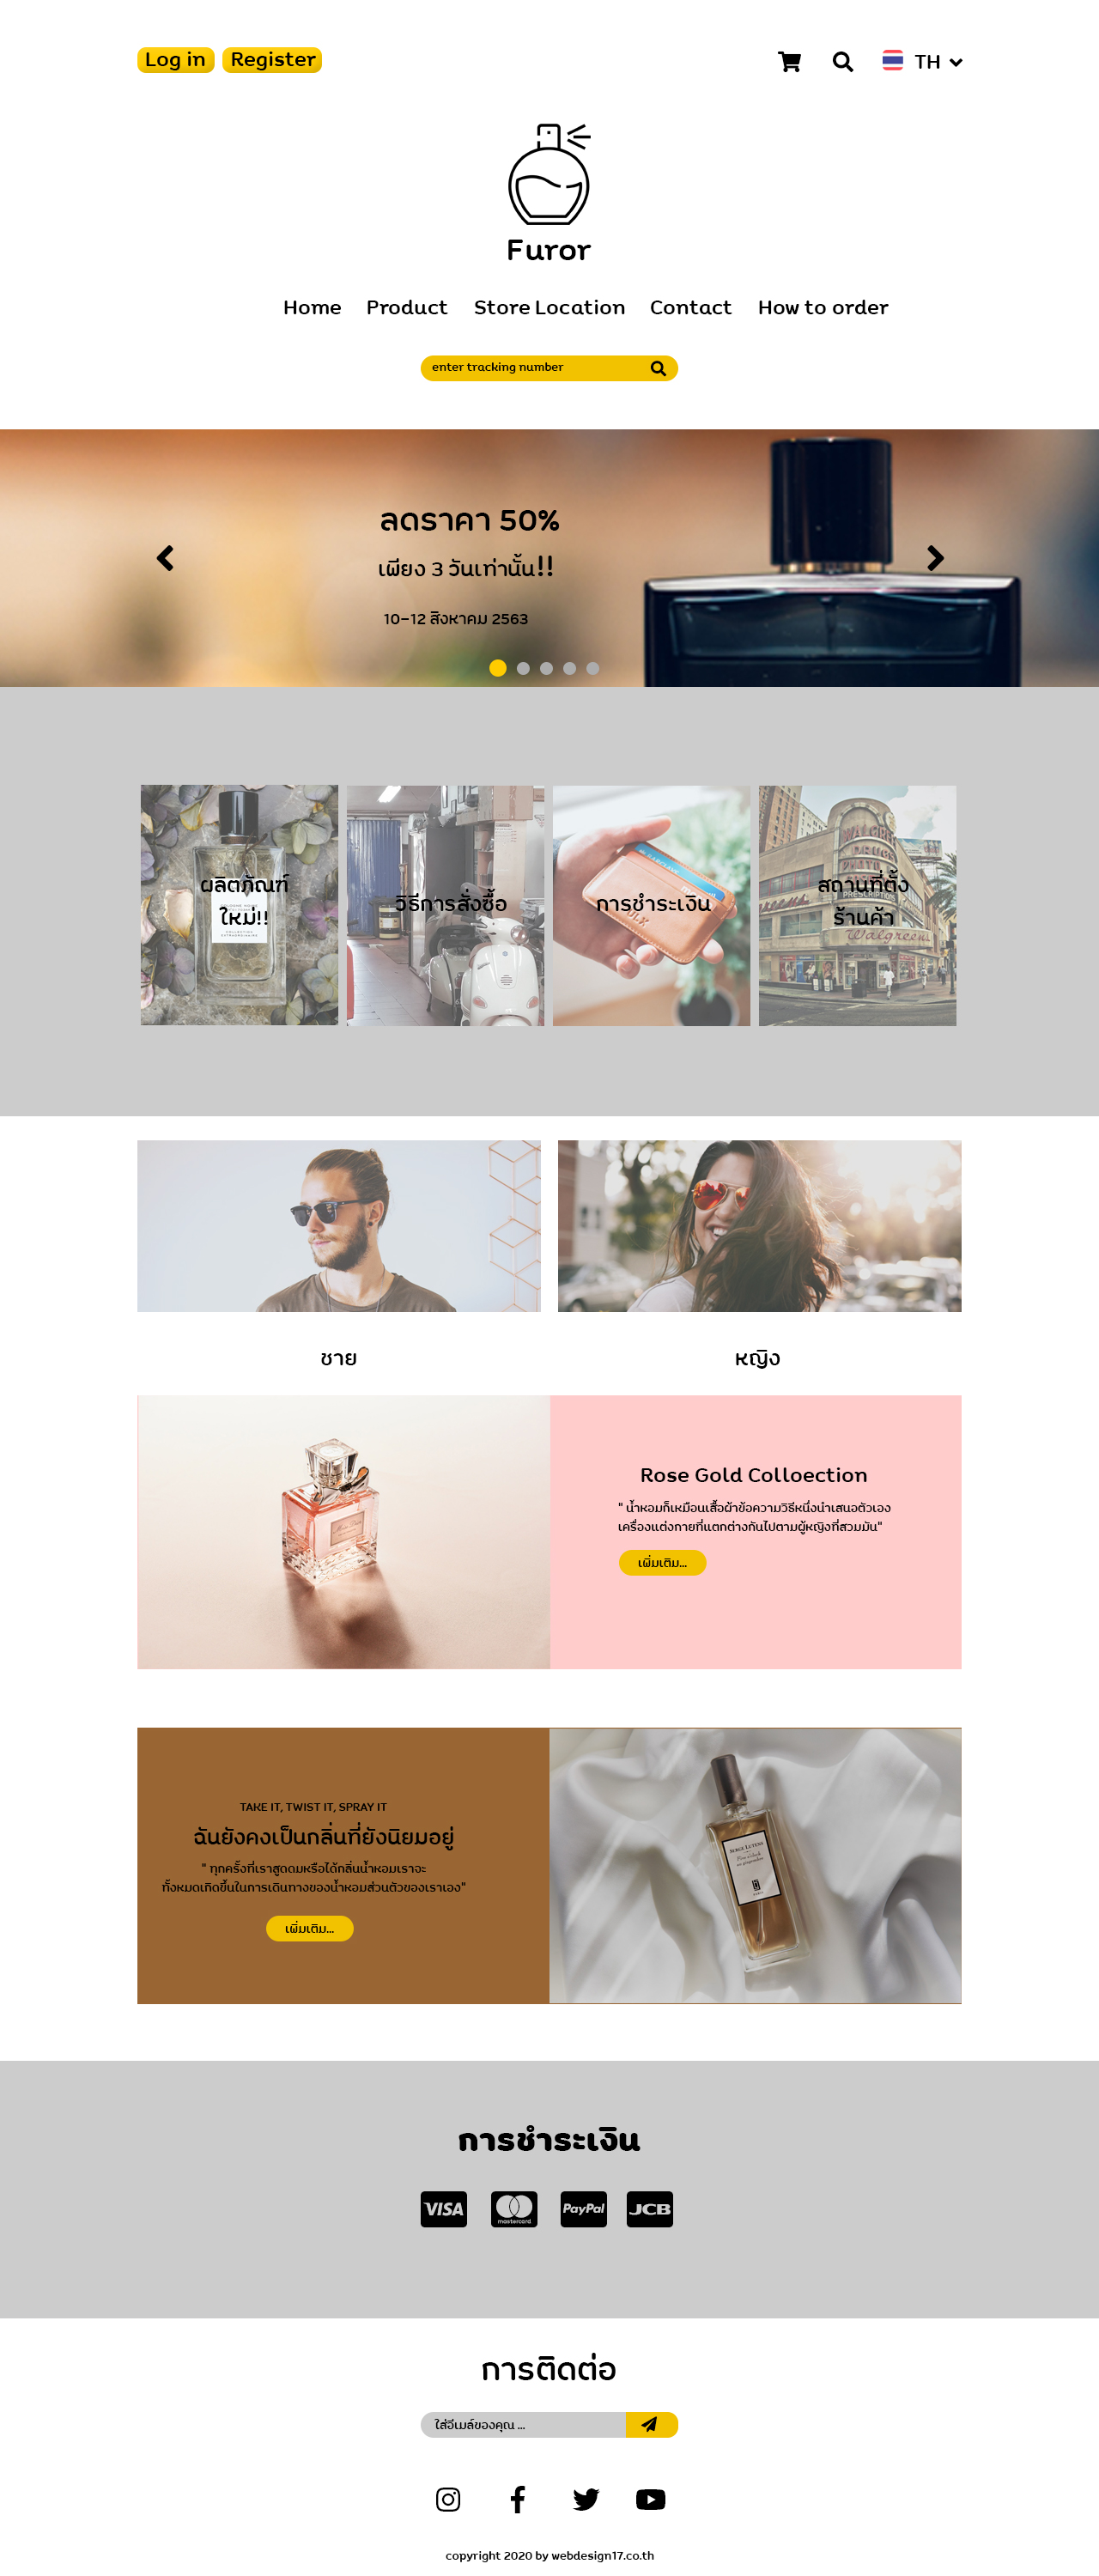 Log in Register TH
Furor
Home Product Store Location Contact How to order
enter tracking number
ลดราคา 50%
เพียง 3 วันเท่านั้น!!
10-12 สิงหาคม 2563
ผลิตภัณฑ์
ใหม่!!
วิธีการสั่งซื้อ
การชำระเงิน
สถานที่ตั้ง
ร้านค้า
Walgreens
ชาย หญิง
Rose Gold Colloection
" น้ำหอมก็เหมือนเสื้อผ้าข้อความวิธีหนึ่งนำเสนอตัวเอง
เครื่องแต่งกายที่แตกต่างกันไปตามผู้หญิงที่สวมมัน"
เพิ่มเติม...
TAKE IT, TWIST IT, SPRAY IT
ฉันยังคงเป็นกลิ่นที่ยังนิยมอยู่
" ทุกครั้งที่เราสูดดมหรือได้กลิ่นน้ำหอมเราจะ
ทั้งหมดเกิดขึ้นในการเดินทางของน้ำหอมส่วนตัวของเราเอง"
เพิ่มเติม...
SERGE LUTENS
PARIS
การชำระเงิน
VISA mastercard PayPal JCB
การติดต่อ
ใส่อีเมล์ของคุณ ...
copyright 2020 by webdesign17.co.th